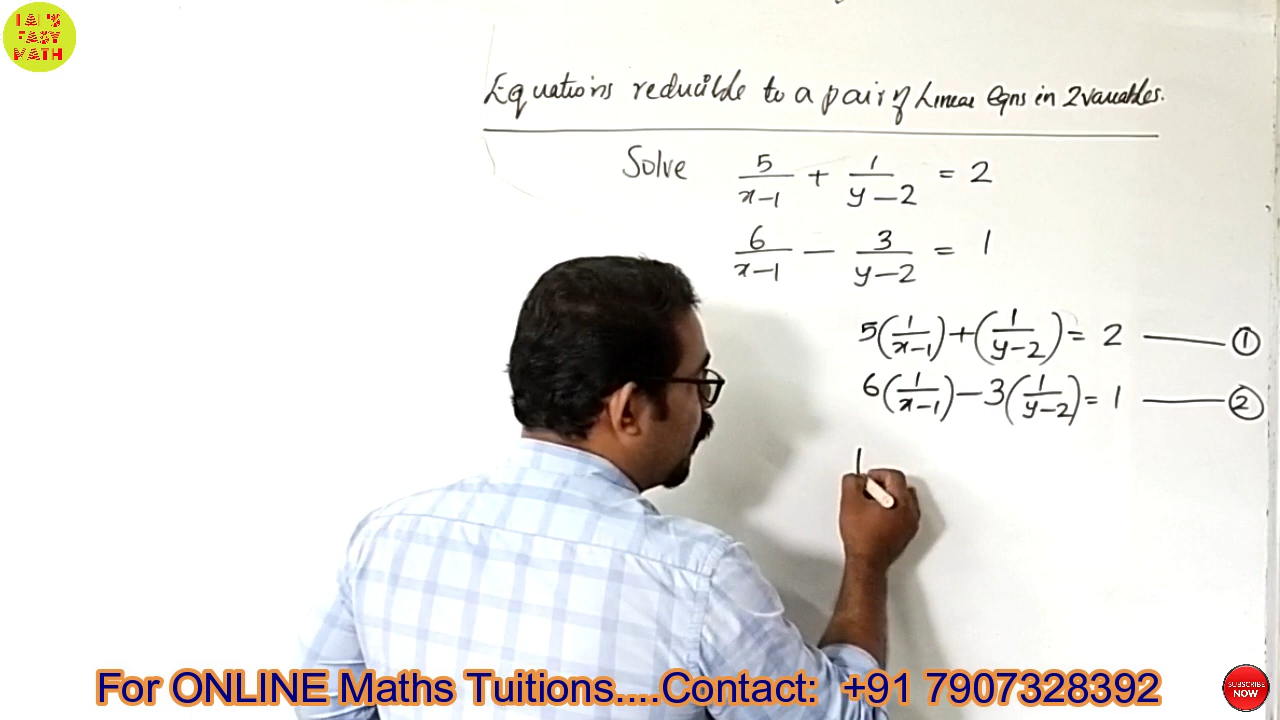 IAI'S
EASY
MATH
Equations reducible to a pair of Linear Eqns in 2 variables.
Solve 5/(x-1) + 1/(y-2) = 2
6/(x-1) - 3/(y-2) = 1
5(1/(x-1)) + (1/(y-2)) = 2 —— ①
6(1/(x-1)) - 3(1/(y-2)) = 1 —— ②
For ONLINE Maths Tuitions....Contact: +91 7907328392
SUBSCRIBE
NOW